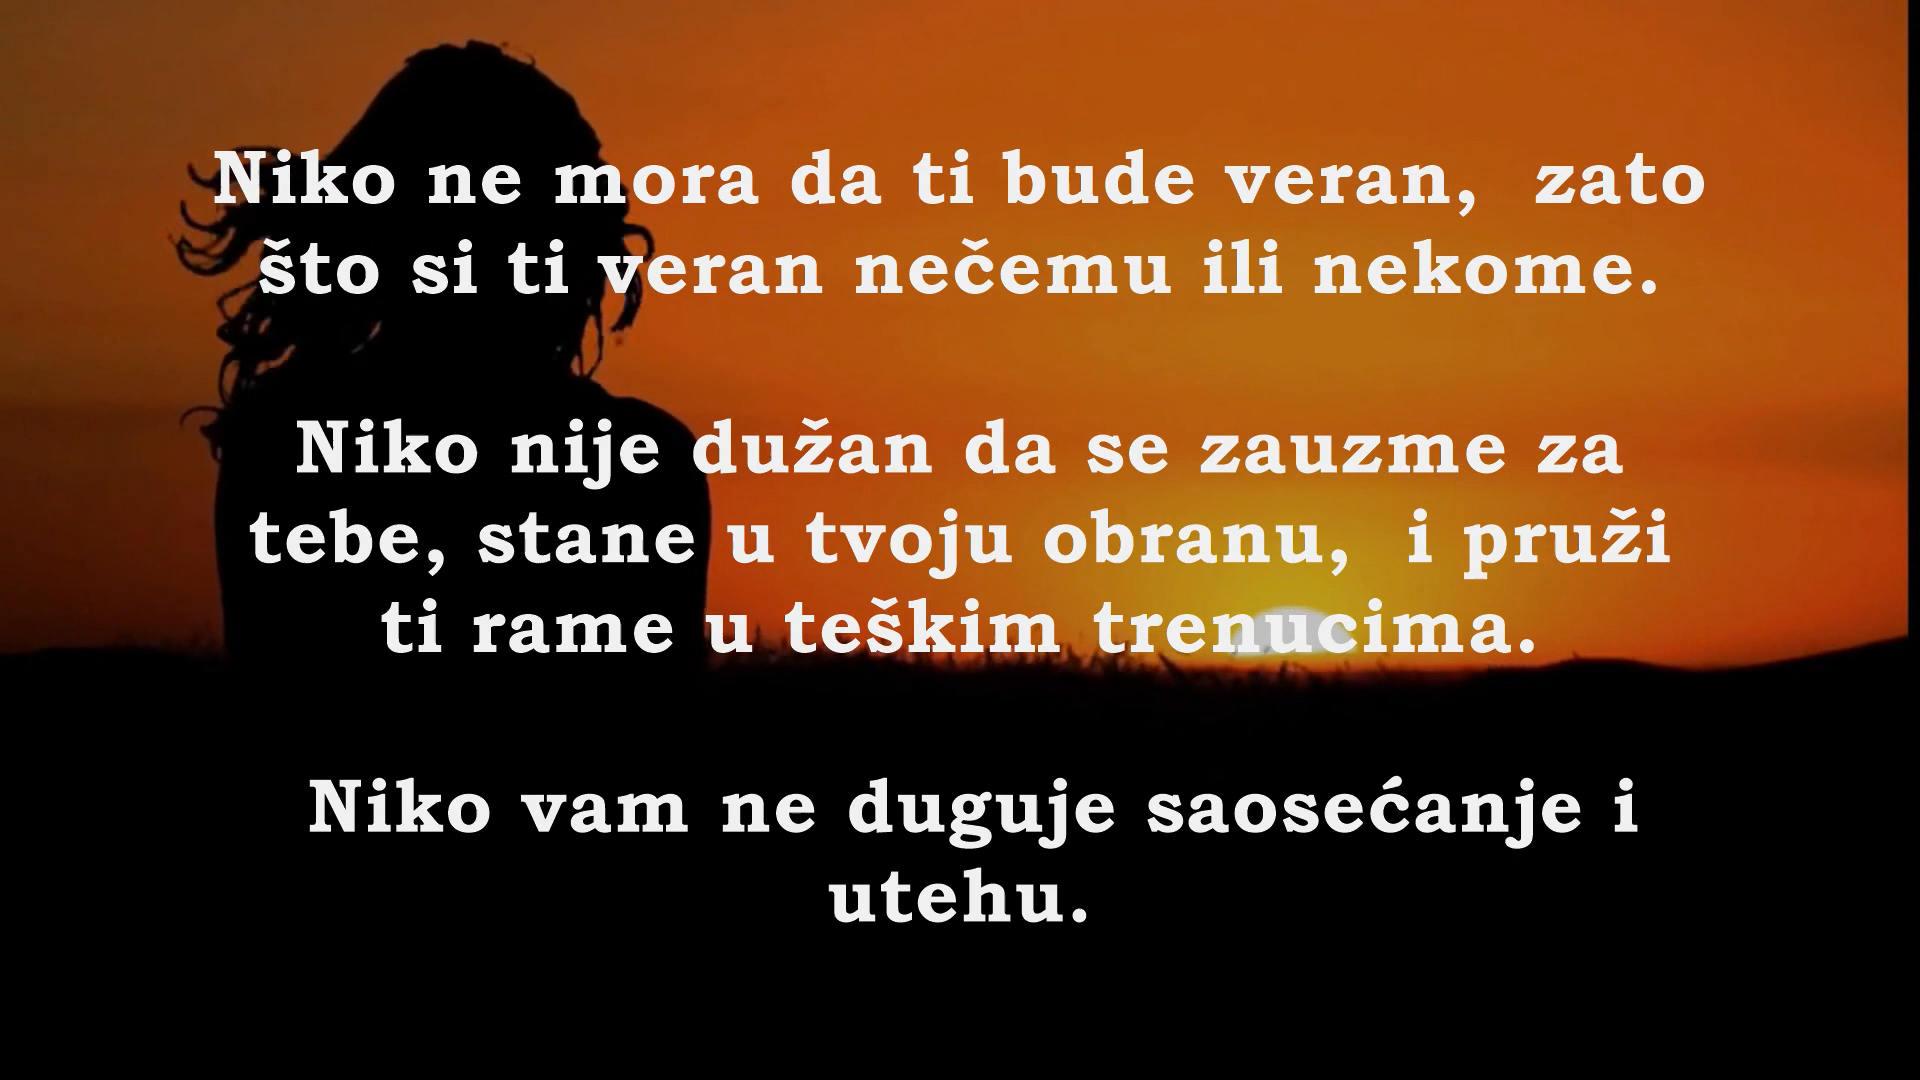 Niko ne mora da ti bude veran,  zato
što si ti veran nečemu ili nekome.
Niko nije dužan da se zauzme za
tebe, stane u tvoju obranu,  i pruži
ti rame u teškim trenucima.
Niko vam ne duguje saosećanje i
utehu.